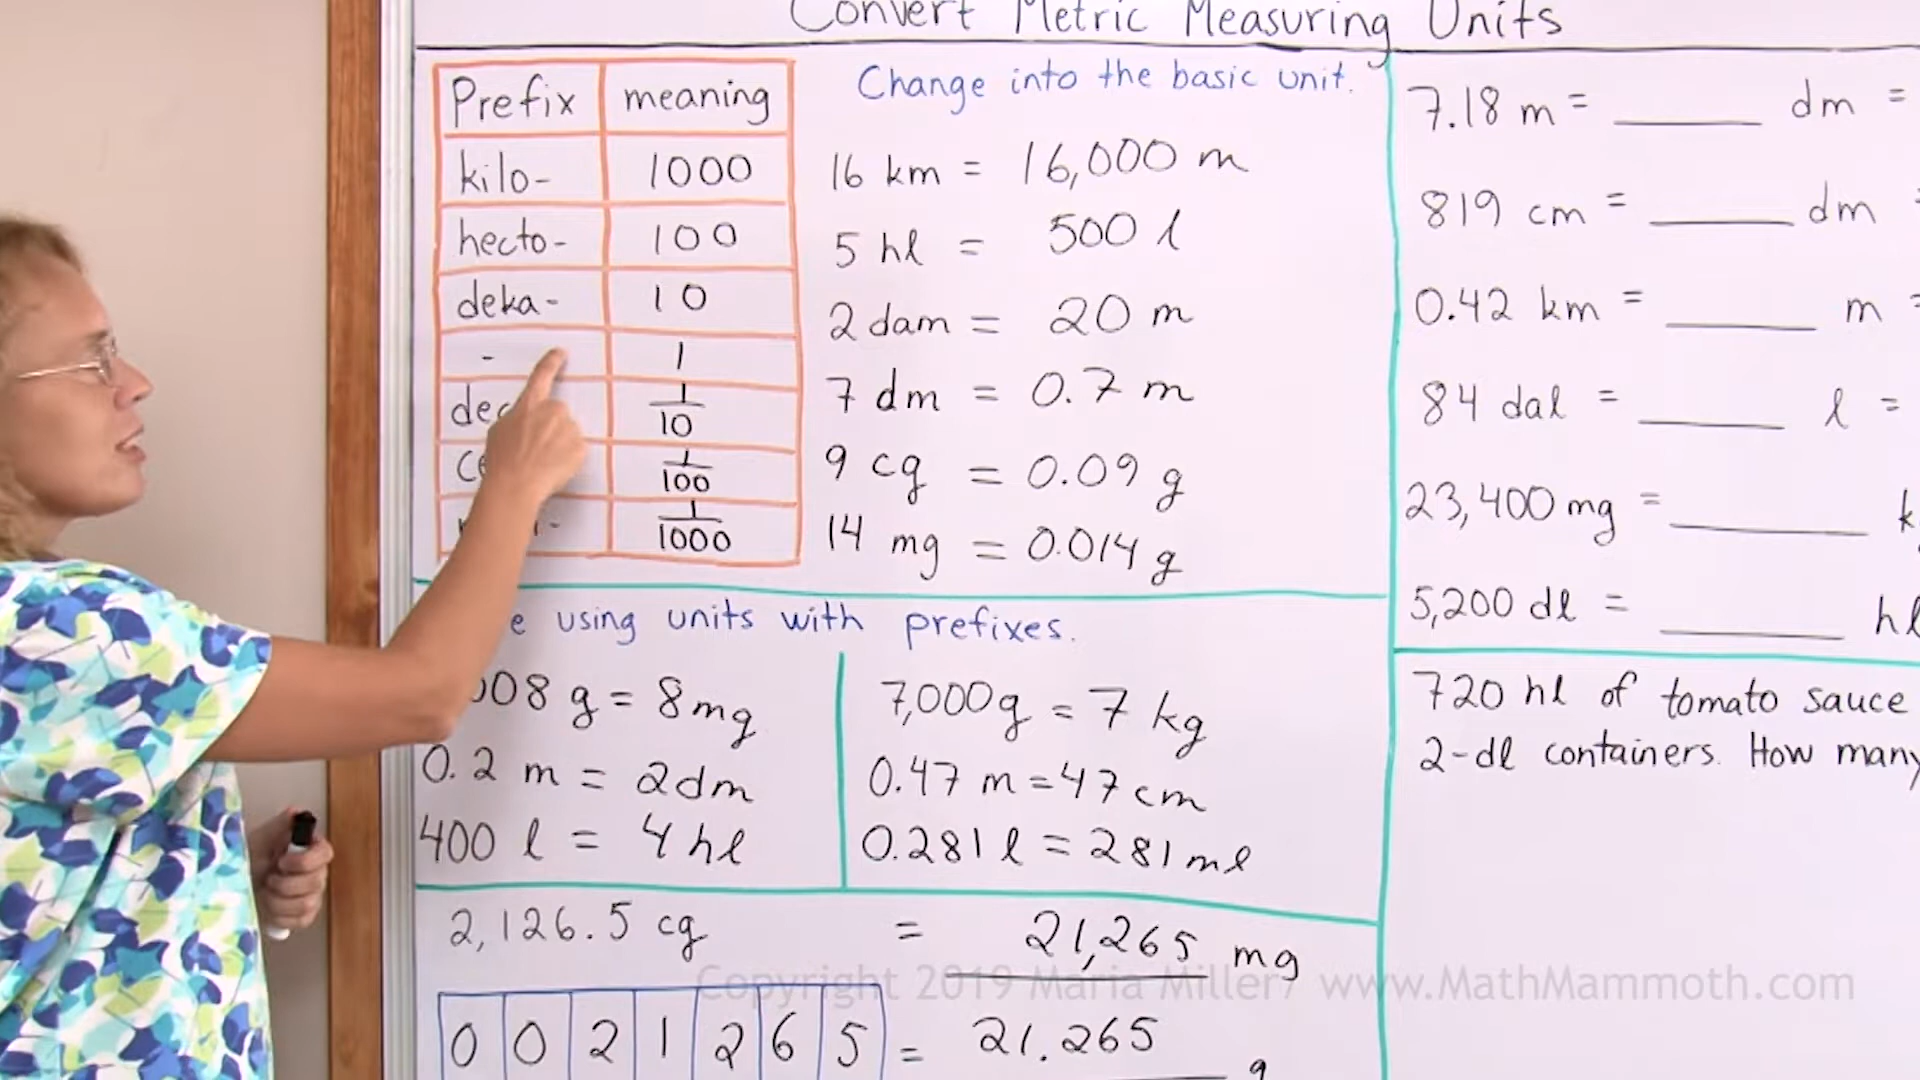 Convert Metric Measuring Units
Prefix meaning
kilo- 1000
hecto- 100
deka- 10
- 1
1/10
1/100
1/1000
Change into the basic unit.
16 km = 16,000 m
5 hl = 500 l
2 dam = 20 m
7 dm = 0.7 m
9 cg = 0.09 g
14 mg = 0.014 g
using units with prefixes.
008 g = 8 mg
0.2 m = 2 dm
400 l = 4 hl
7,000 g = 7 kg
0.47 m = 47 cm
0.281 l = 281 ml
2,126.5 cg = 21,265 mg
0 0 2 1 2 6 5 = 21.265 g
7.18 m = ______ dm =
819 cm = ______ dm =
0.42 km = ______ m =
84 dal = ______ l =
23,400 mg = ______ k
5,200 dl = ______ hl
720 hl of tomato sauce
2-dl containers. How many
Copyright 2019 Maria Miller / www.MathMammoth.com